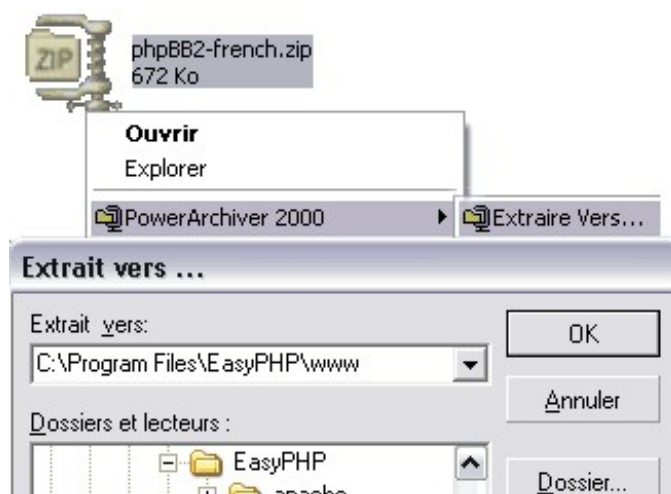 ZIP
phpBB2-french.zip
672 Ko
Ouvrir
Explorer
PowerArchiver 2000
Extraire Vers...
Extrait vers ...
Extrait vers:
OK
C:\Program Files\EasyPHP\www
Annuler
Dossiers et lecteurs :
EasyPHP
apache
Dossier...